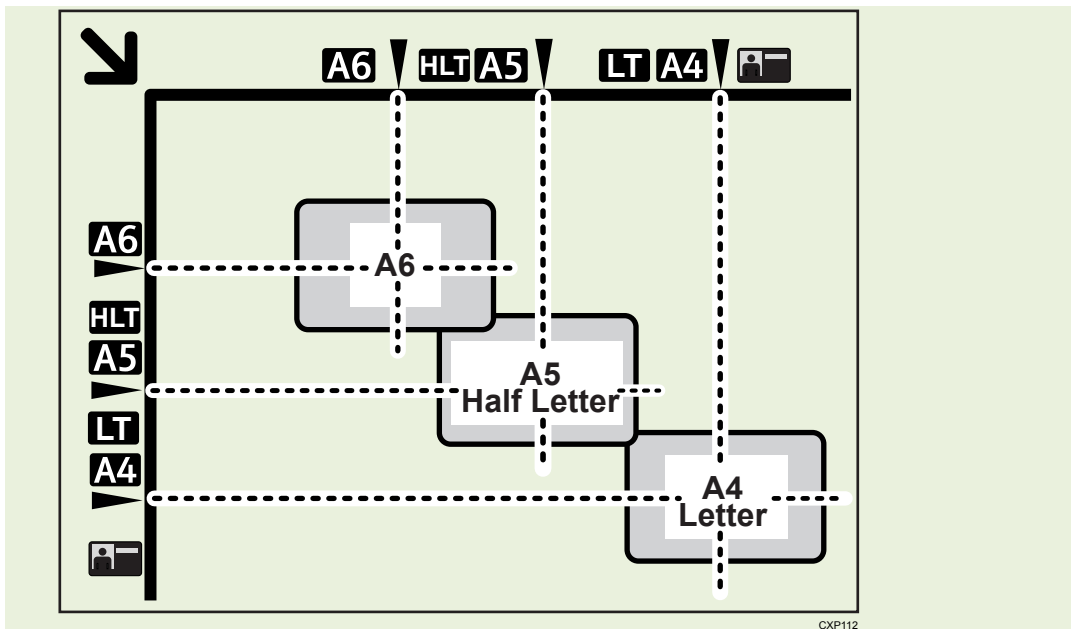 A6 HLT A5 LT A4
A6
A6
HLT
A5
A5
Half Letter
LT
A4
A4
Letter
CXP112